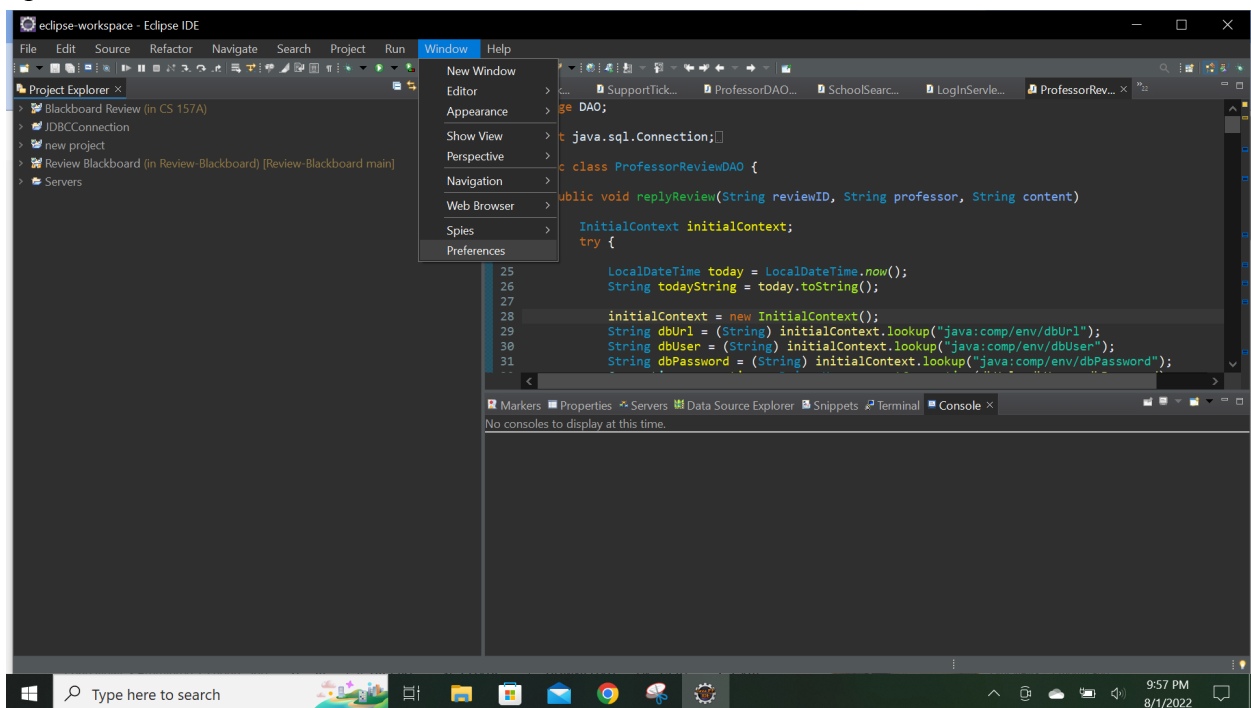 eclipse-workspace - Eclipse IDE
File Edit Source Refactor Navigate Search Project Run Window Help
Project Explorer
Blackboard Review (in CS 157A)
JDBCConnection
new project
Review Blackboard (in Review-Blackboard) [Review-Blackboard main]
Servers
New Window
Editor
Appearance
Show View
Perspective
Navigation
Web Browser
Spies
Preferences
SupportTick... ProfessorDAO... SchoolSearc... LogInServle... ProfessorRev...
ge DAO;
t java.sql.Connection;
c class ProfessorReviewDAO {
ublic void replyReview(String reviewID, String professor, String content)
InitialContext initialContext;
try {
25 LocalDateTime today = LocalDateTime.now();
26 String todayString = today.toString();
27
28 initialContext = new InitialContext();
29 String dbUrl = (String) initialContext.lookup("java:comp/env/dbUrl");
30 String dbUser = (String) initialContext.lookup("java:comp/env/dbUser");
31 String dbPassword = (String) initialContext.lookup("java:comp/env/dbPassword");
Markers Properties Servers Data Source Explorer Snippets Terminal Console
No consoles to display at this time.
Type here to search
9:57 PM
8/1/2022